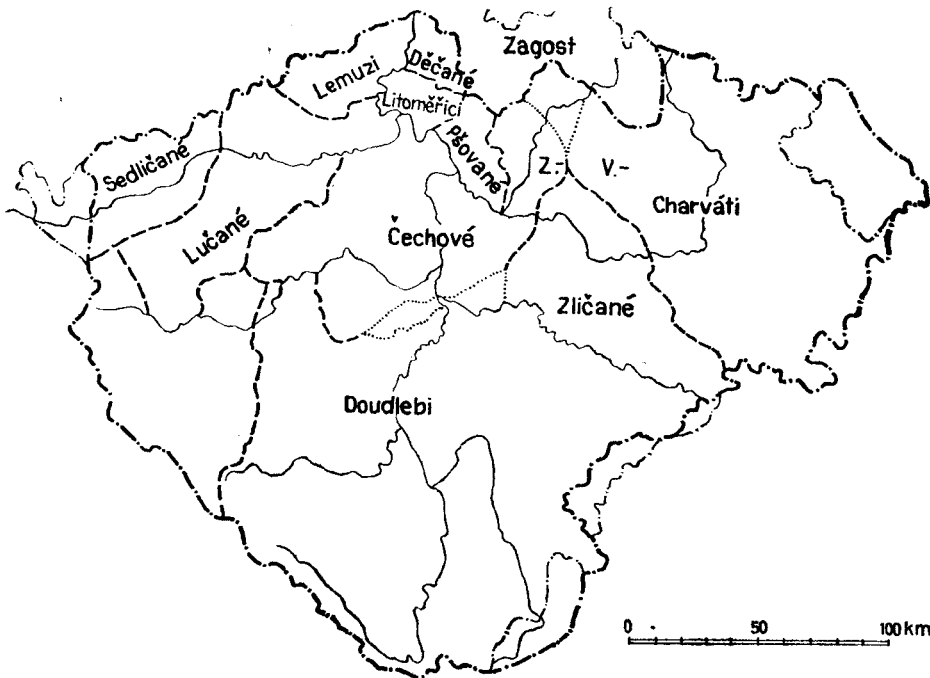 Zagost
Děčané
Lemuzi
Litoměřici
Pšované
Sedličané
Z.-
V.-
Charváti
Lučané
Čechové
Zličané
Doudlebi
0 50 100 km